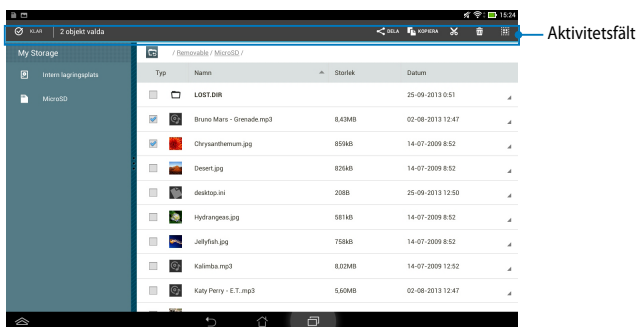 15:24
KLAR 2 objekt valda DELA KOPIERA Aktivitetsfält
My Storage / Removable / MicroSD /
Intern lagringsplats
MicroSD
Typ Namn Storlek Datum
LOST.DIR 25-09-2013 0:51
Bruno Mars - Grenade.mp3 8,43MB 02-08-2013 12:47
Chrysanthemum.jpg 859kB 14-07-2009 8:52
Desert.jpg 826kB 14-07-2009 8:52
desktop.ini 208B 25-09-2013 12:50
Hydrangeas.jpg 581kB 14-07-2009 8:52
Jellyfish.jpg 758kB 14-07-2009 8:52
Kalimba.mp3 8,02MB 14-07-2009 12:52
Katy Perry - E.T..mp3 5,60MB 02-08-2013 12:47